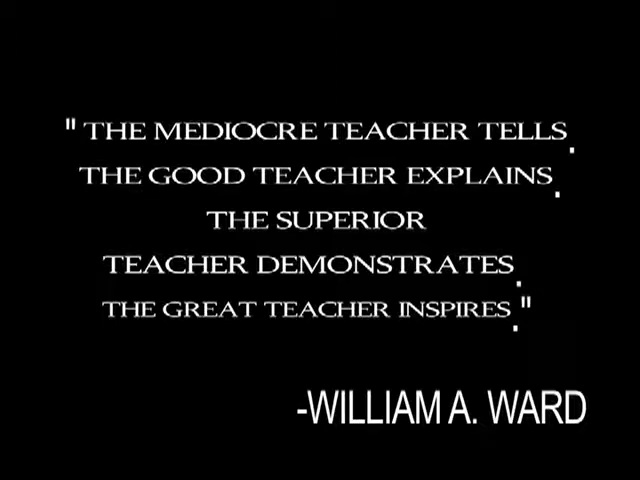 " THE MEDIOCRE TEACHER TELLS.
THE GOOD TEACHER EXPLAINS.
THE SUPERIOR
TEACHER DEMONSTRATES.
THE GREAT TEACHER INSPIRES."
-WILLIAM A. WARD